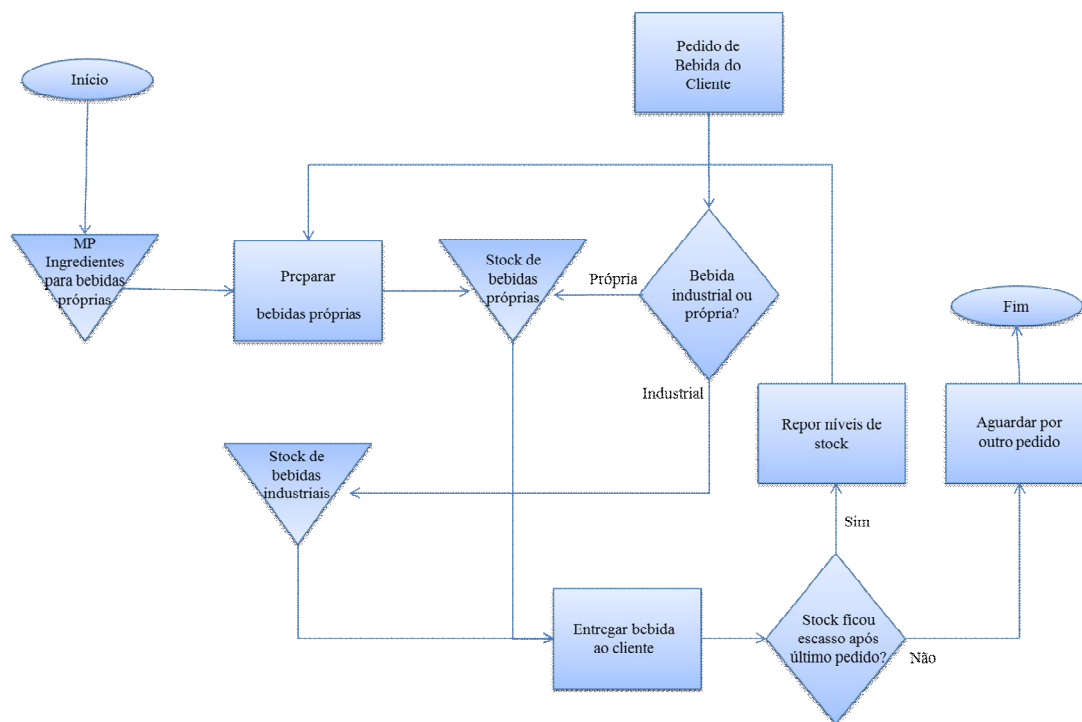 Início
Pedido de
Bebida do
Cliente
MP
Ingredientes
para bebidas
próprias
Preparar
bebidas próprias
Stock de
bebidas
próprias
Própria
Bebida
industrial ou
própria?
Fim
Industrial
Repor níveis de
stock
Aguardar por
outro pedido
Stock de
bebidas
industriais
Sim
Entregar bebida
ao cliente
Stock ficou
escasso após
último pedido?
Não